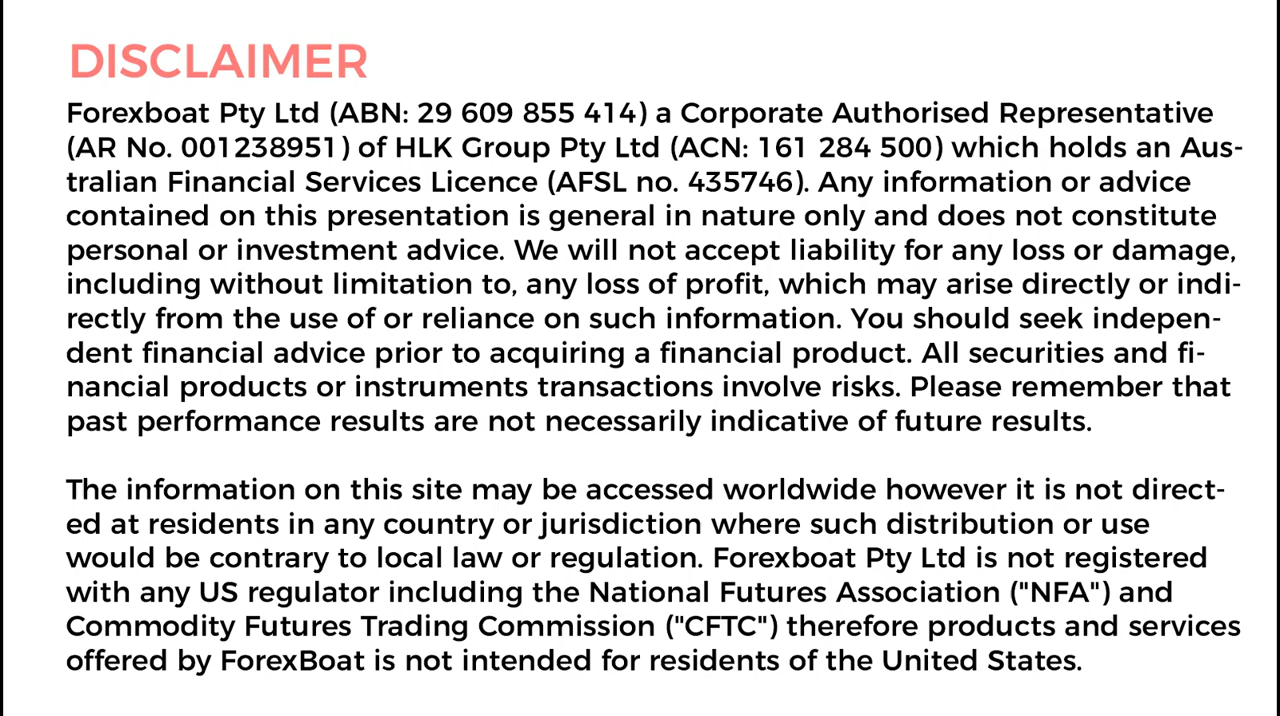 DISCLAIMER
Forexboat Pty Ltd (ABN: 29 609 855 414) a Corporate Authorised Representative
(AR No. 001238951) of HLK Group Pty Ltd (ACN: 161 284 500) which holds an Aus-
tralian Financial Services Licence (AFSL no. 435746). Any information or advice
contained on this presentation is general in nature only and does not constitute
personal or investment advice. We will not accept liability for any loss or damage,
including without limitation to, any loss of profit, which may arise directly or indi-
rectly from the use of or reliance on such information. You should seek indepen-
dent financial advice prior to acquiring a financial product. All securities and fi-
nancial products or instruments transactions involve risks. Please remember that
past performance results are not necessarily indicative of future results.
The information on this site may be accessed worldwide however it is not direct-
ed at residents in any country or jurisdiction where such distribution or use
would be contrary to local law or regulation. Forexboat Pty Ltd is not registered
with any US regulator including the National Futures Association ("NFA") and
Commodity Futures Trading Commission ("CFTC") therefore products and services
offered by ForexBoat is not intended for residents of the United States.